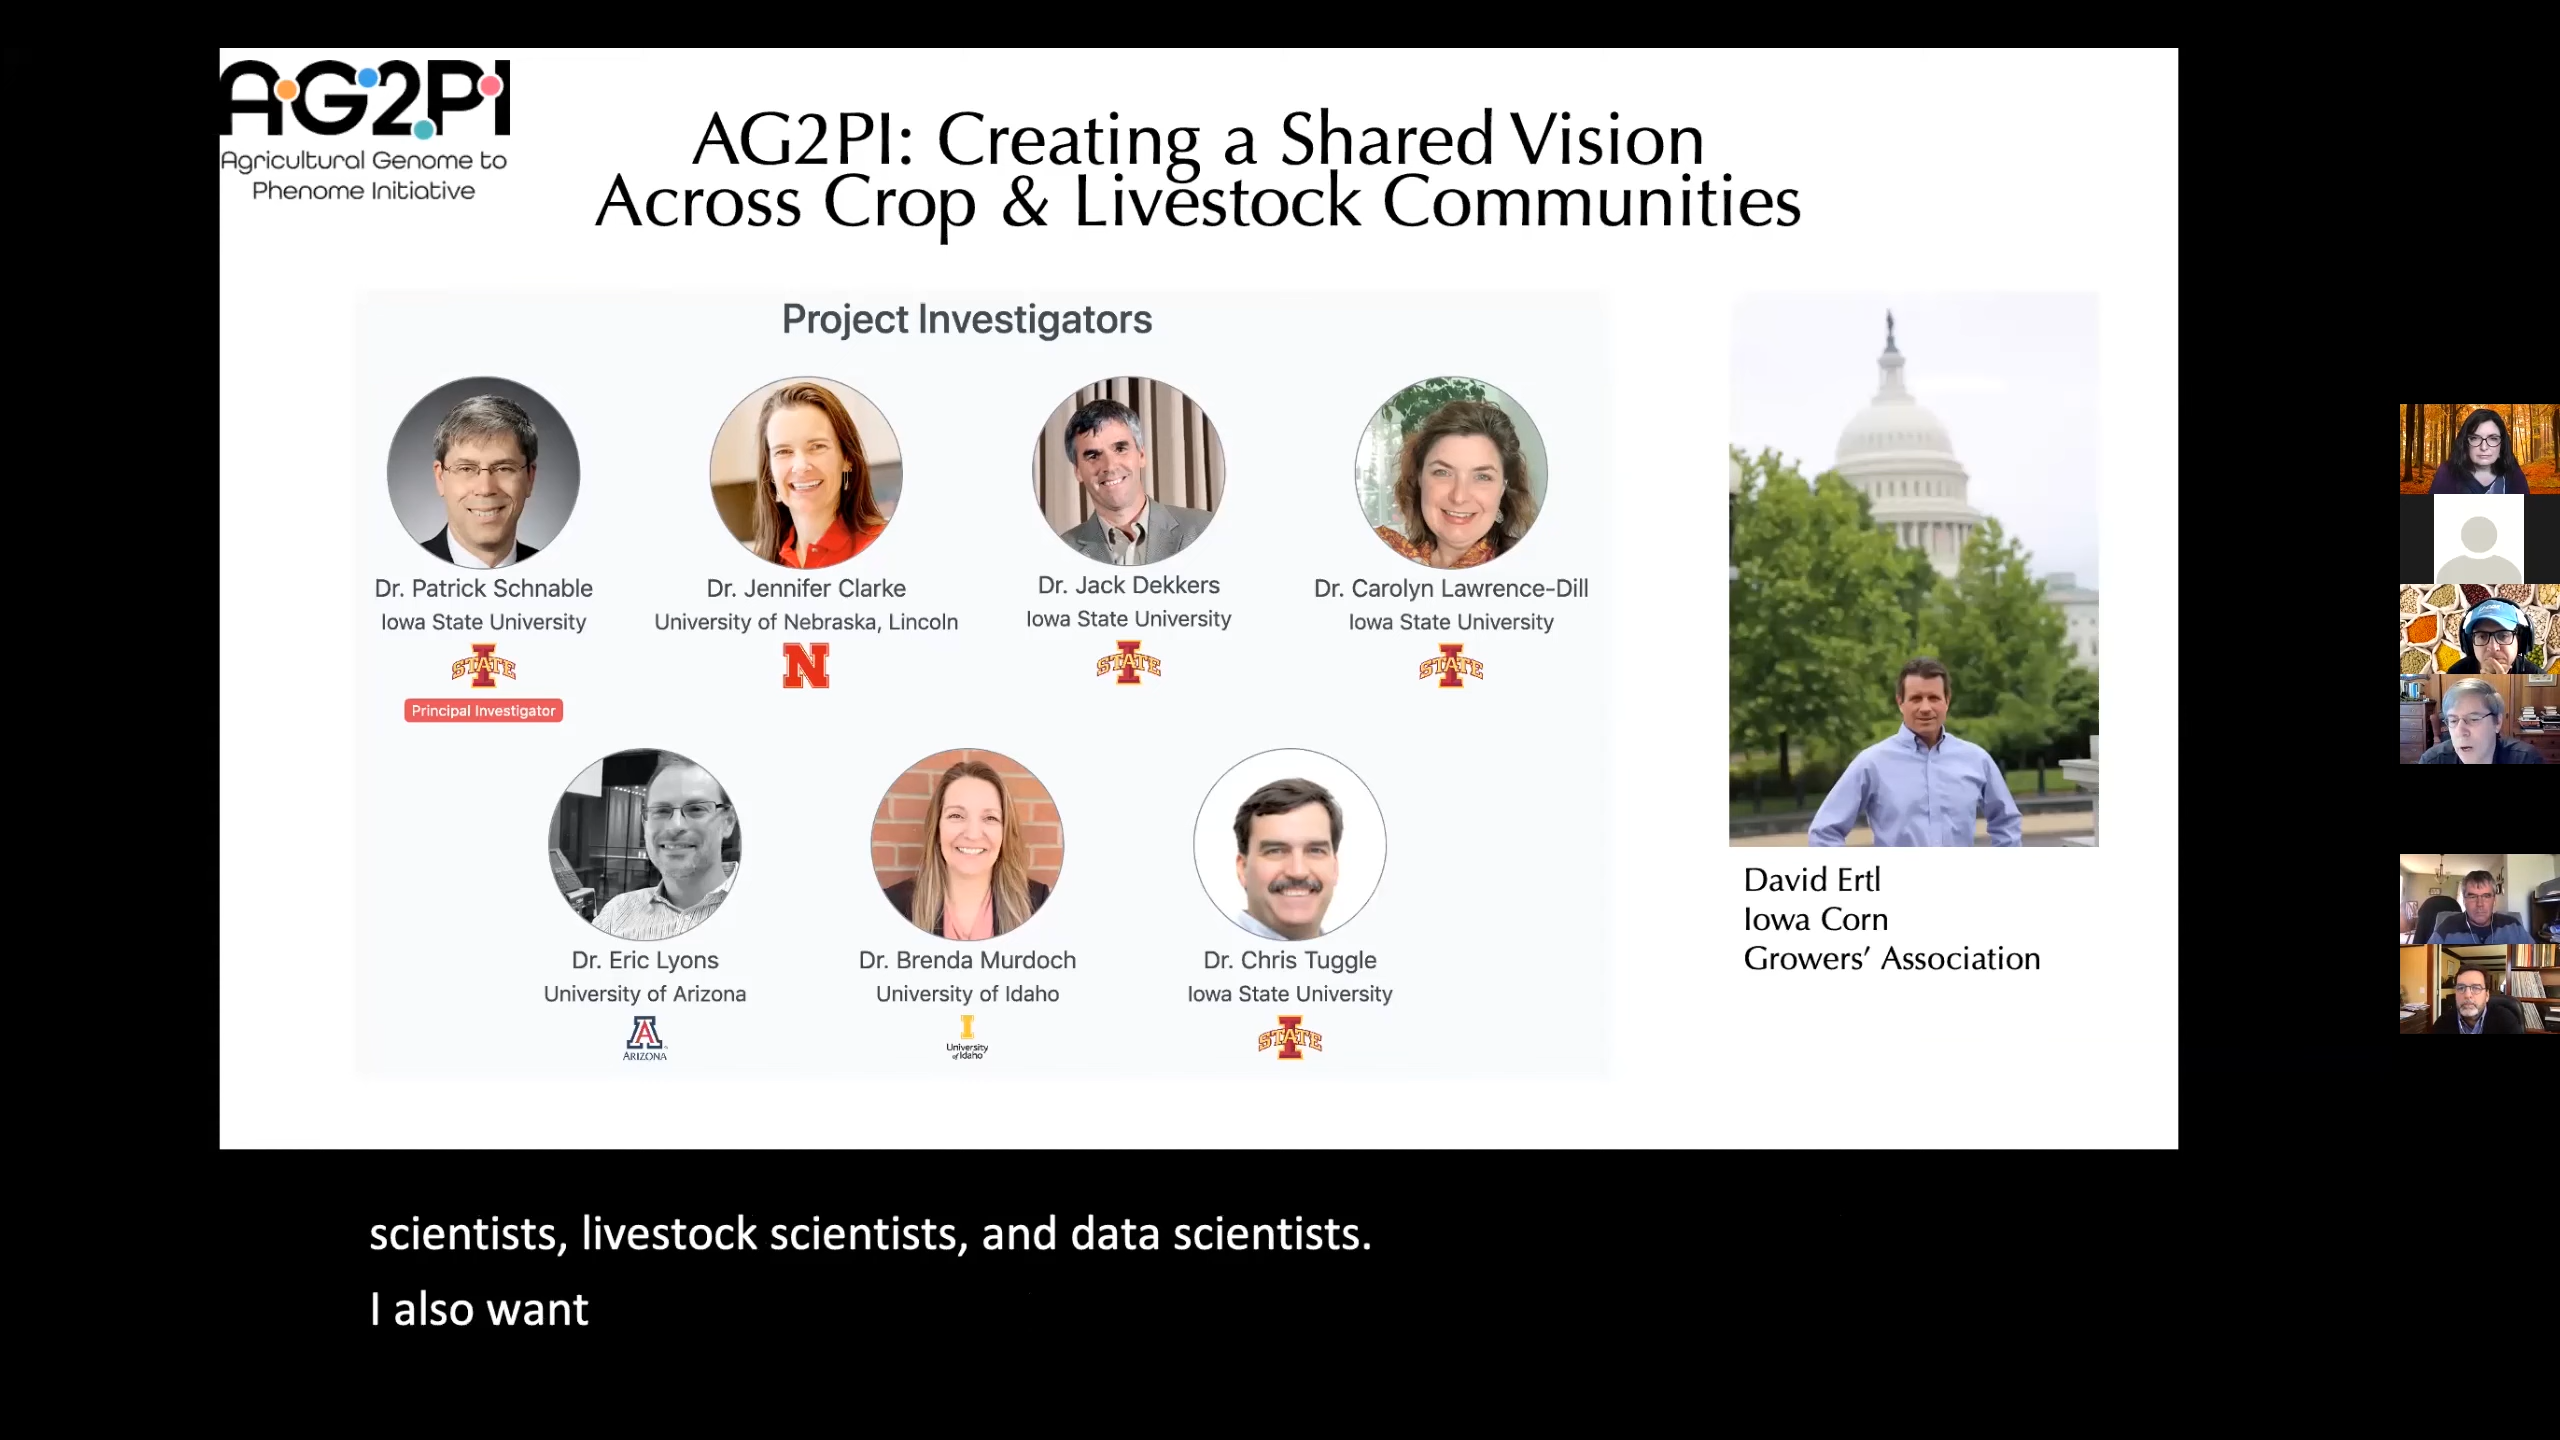 AG2PI
Agricultural Genome to
Phenome Initiative
AG2PI: Creating a Shared Vision
Across Crop & Livestock Communities
Project Investigators
Dr. Patrick Schnable
Iowa State University
STATE
Principal Investigator
Dr. Jennifer Clarke
University of Nebraska, Lincoln
N
Dr. Jack Dekkers
Iowa State University
STATE
Dr. Carolyn Lawrence-Dill
Iowa State University
STATE
Dr. Eric Lyons
University of Arizona
A
ARIZONA
Dr. Brenda Murdoch
University of Idaho
I
University
of Idaho
Dr. Chris Tuggle
Iowa State University
STATE
David Ertl
Iowa Corn
Growers’ Association
scientists, livestock scientists, and data scientists.
I also want